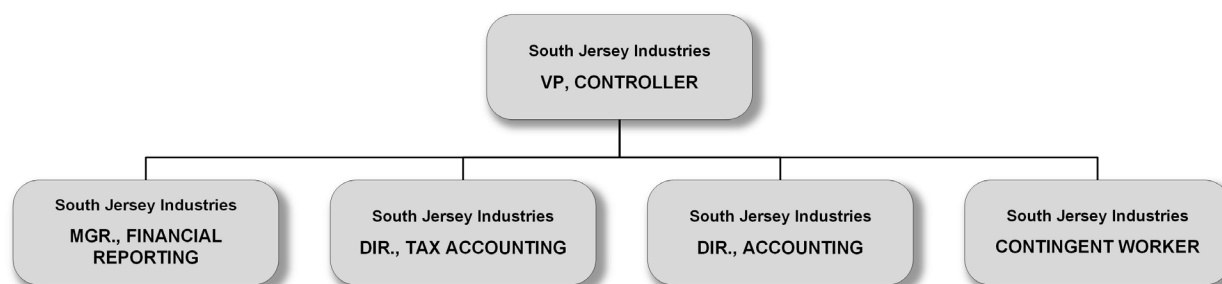 South Jersey Industries
VP, CONTROLLER
South Jersey Industries
MGR., FINANCIAL
REPORTING
South Jersey Industries
DIR., TAX ACCOUNTING
South Jersey Industries
DIR., ACCOUNTING
South Jersey Industries
CONTINGENT WORKER